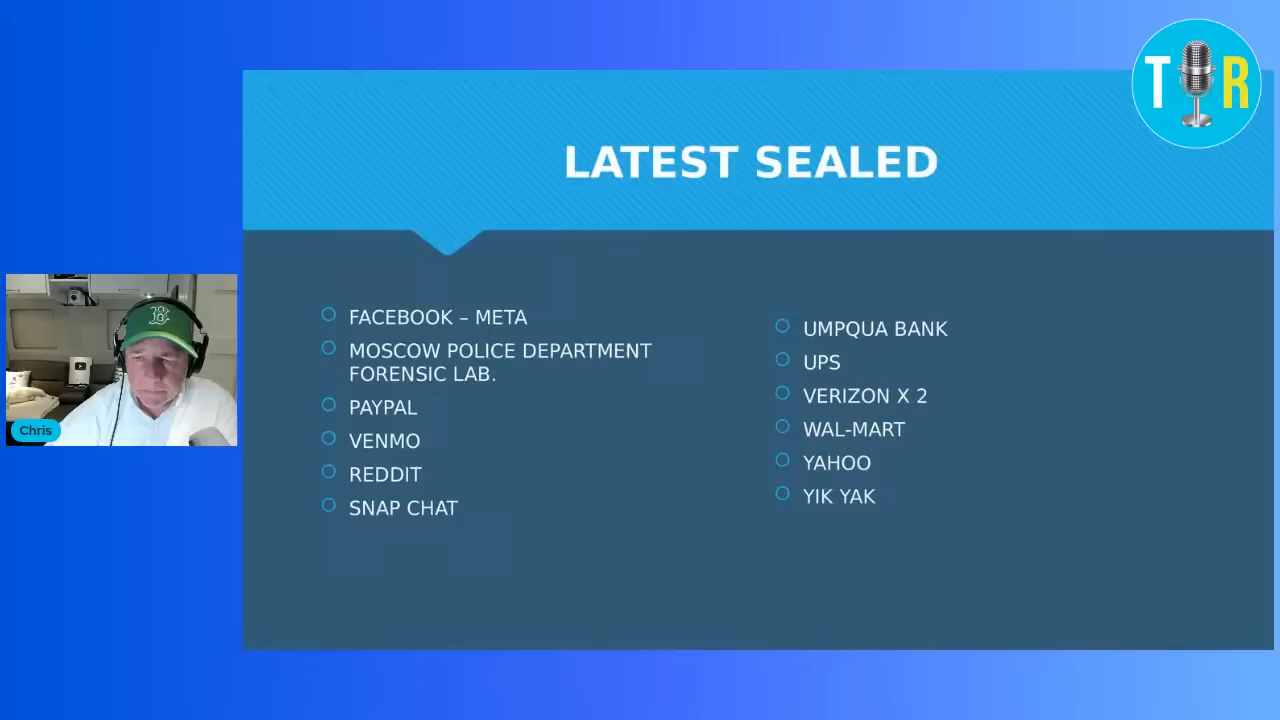 T R
LATEST SEALED
FACEBOOK – META
MOSCOW POLICE DEPARTMENT
FORENSIC LAB.
PAYPAL
VENMO
REDDIT
SNAP CHAT
UMPQUA BANK
UPS
VERIZON X 2
WAL-MART
YAHOO
YIK YAK
B
Chris